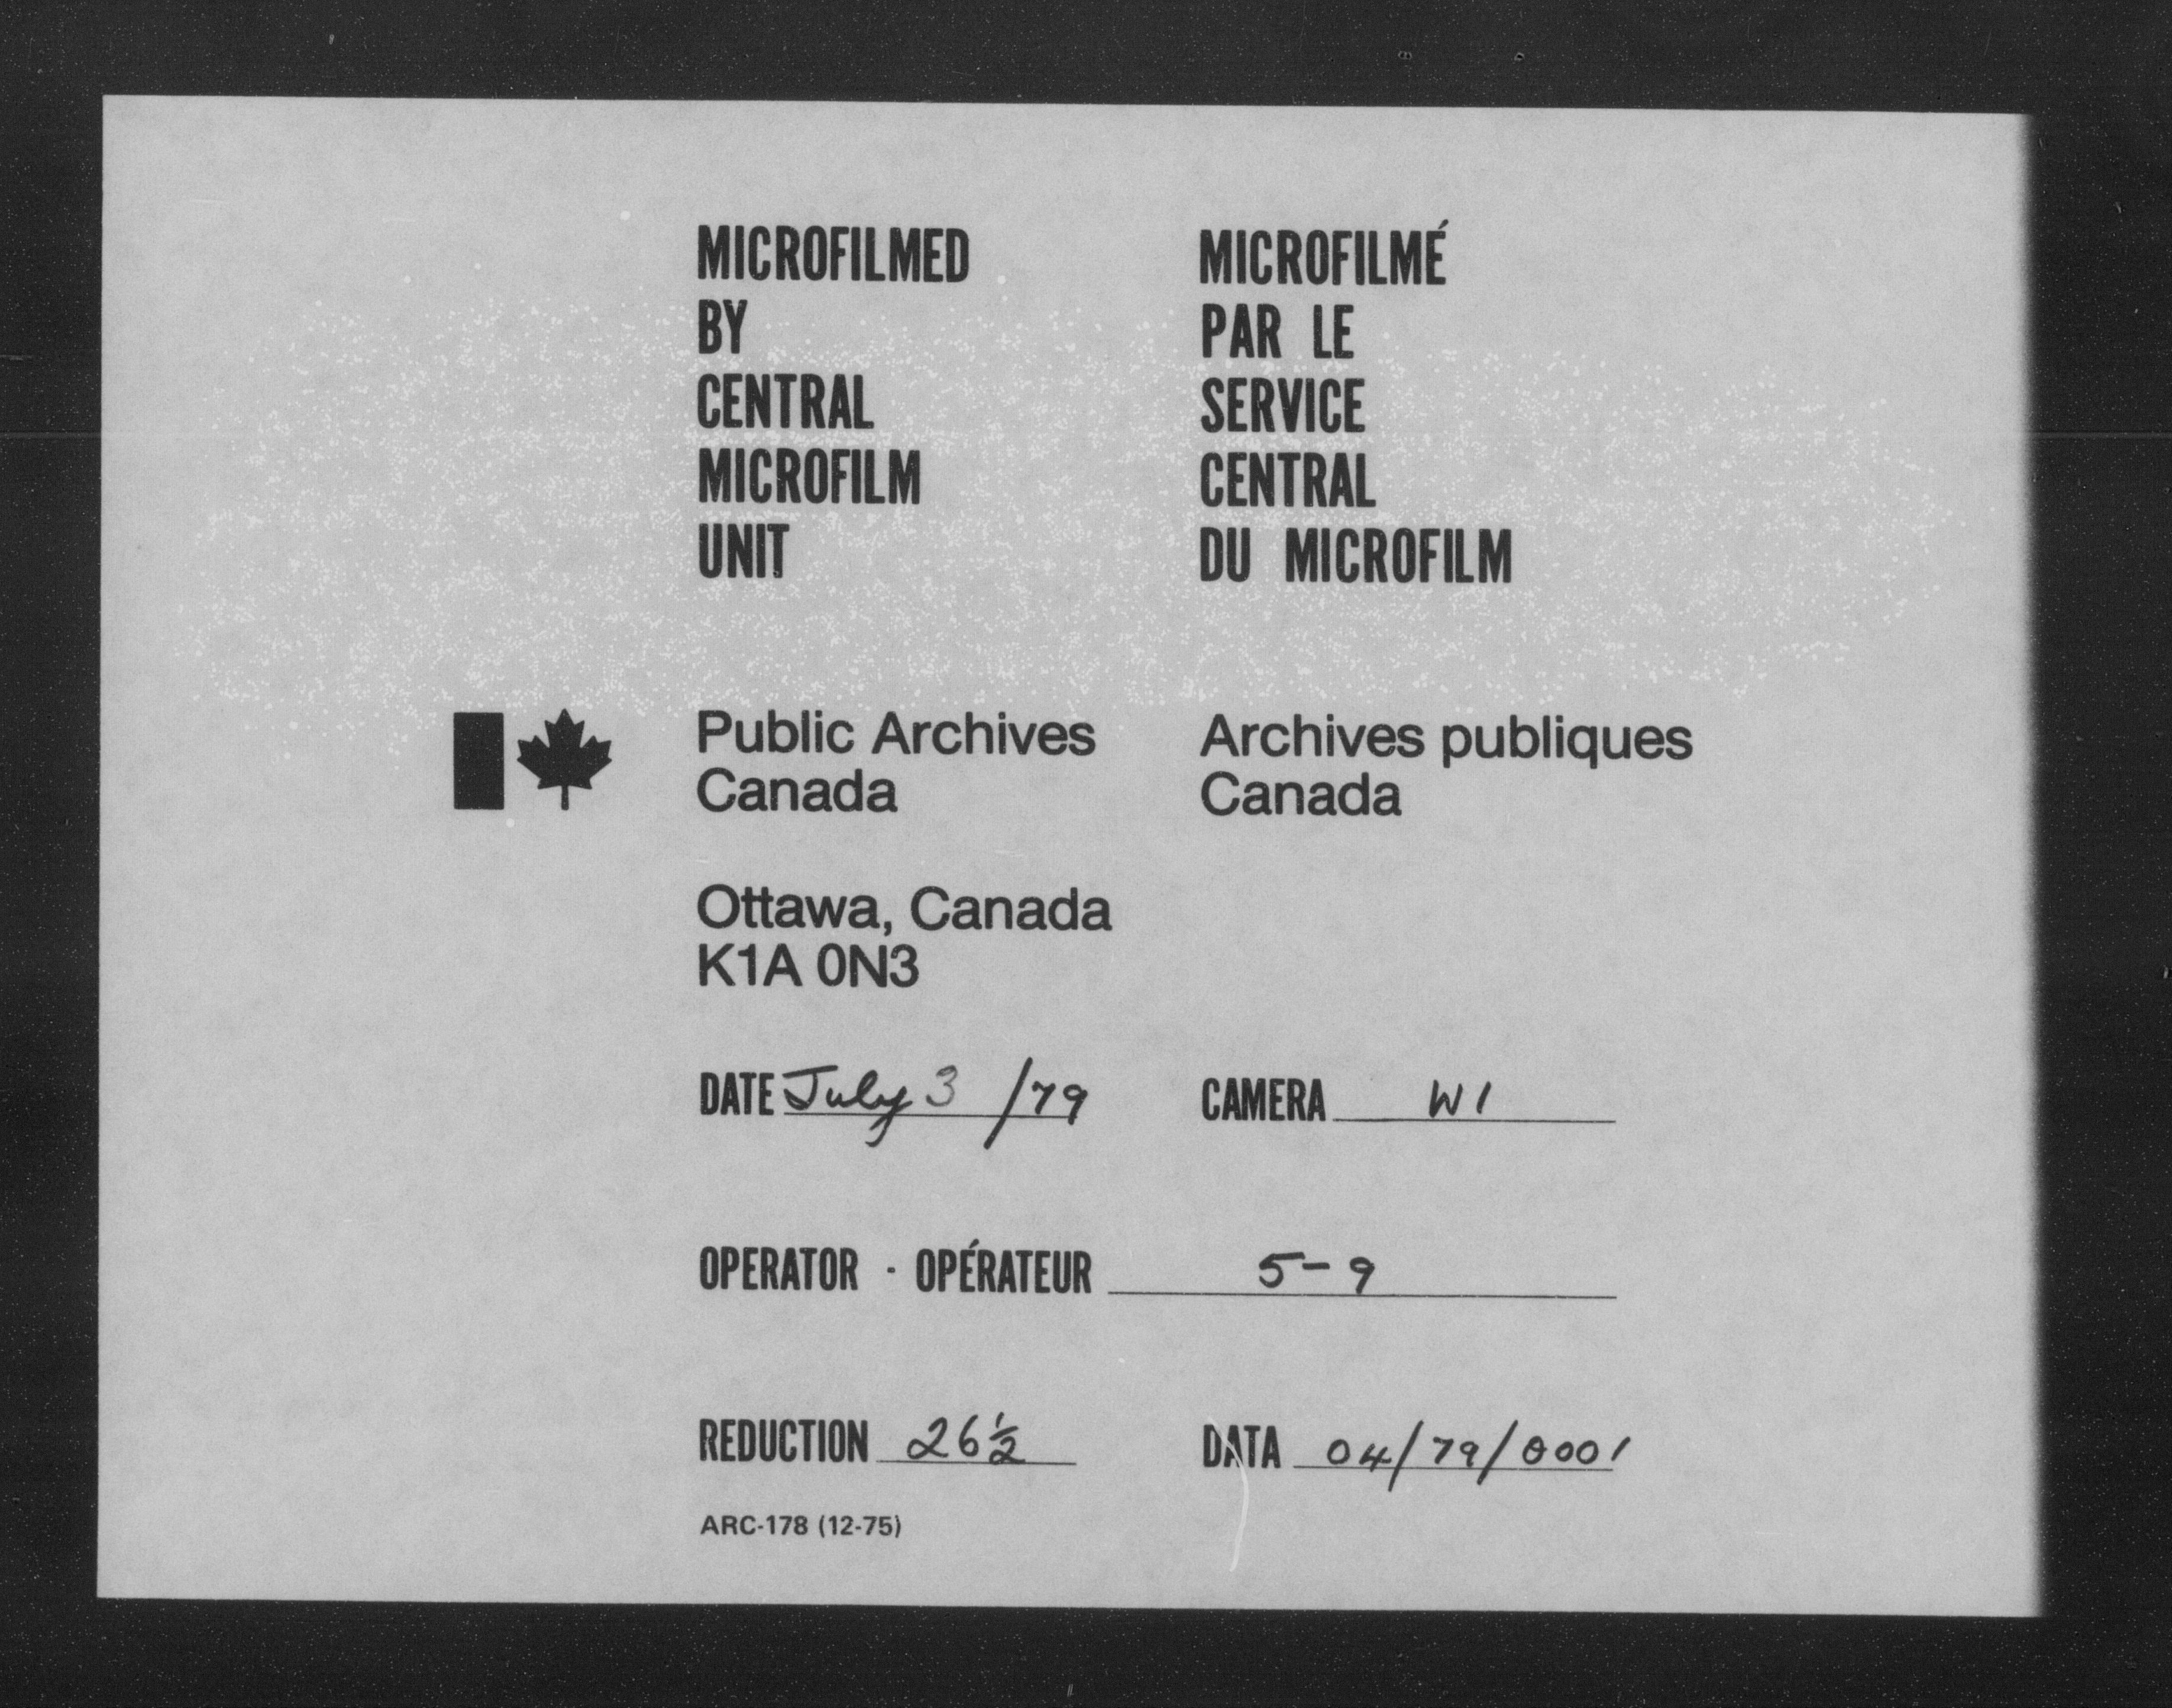 MICROFILMED
BY
CENTRAL
MICROFILM
UNIT
MICROFILMÉ
PAR LE
SERVICE
CENTRAL
DU MICROFILM
Public Archives
Canada
Archives publiques
Canada
Ottawa, Canada
K1A 0N3
DATE July 3 /79
CAMERA W1
OPERATOR - OPÉRATEUR 5-9
REDUCTION 26½
DATA 04/79/0001
ARC-178 (12-75)